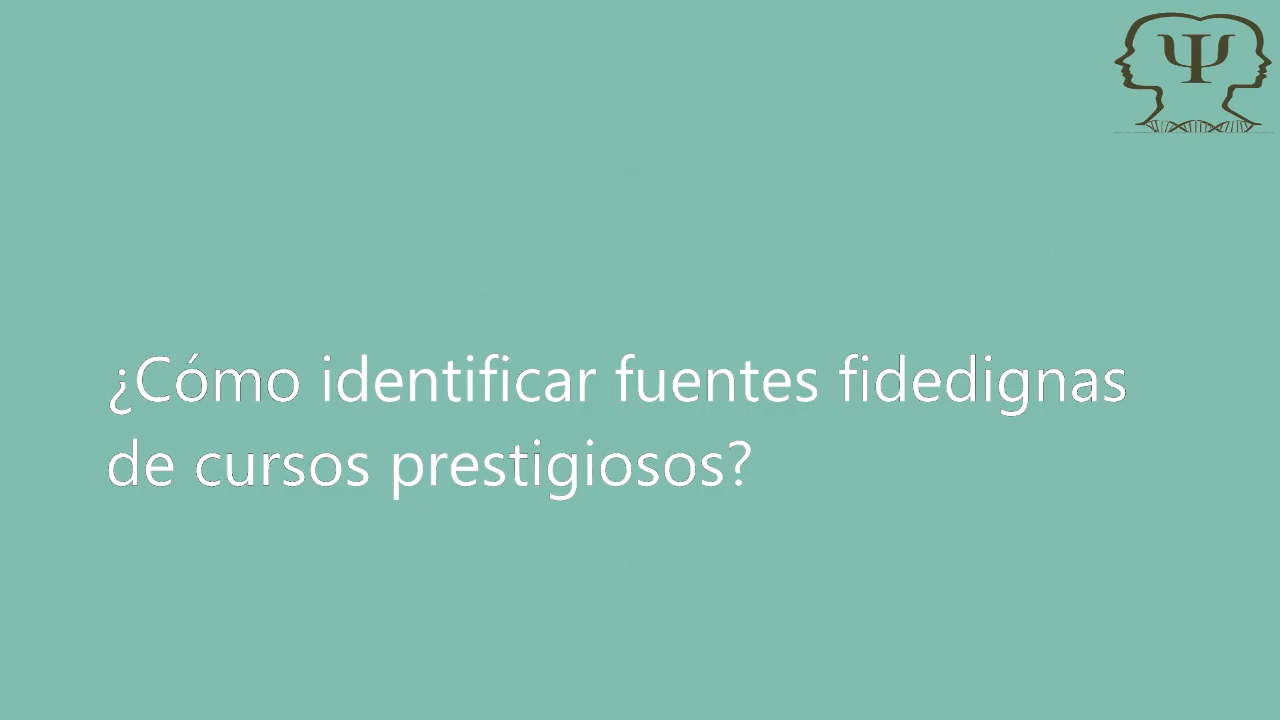 Ψ
¿Cómo identificar fuentes fidedignas
de cursos prestigiosos?